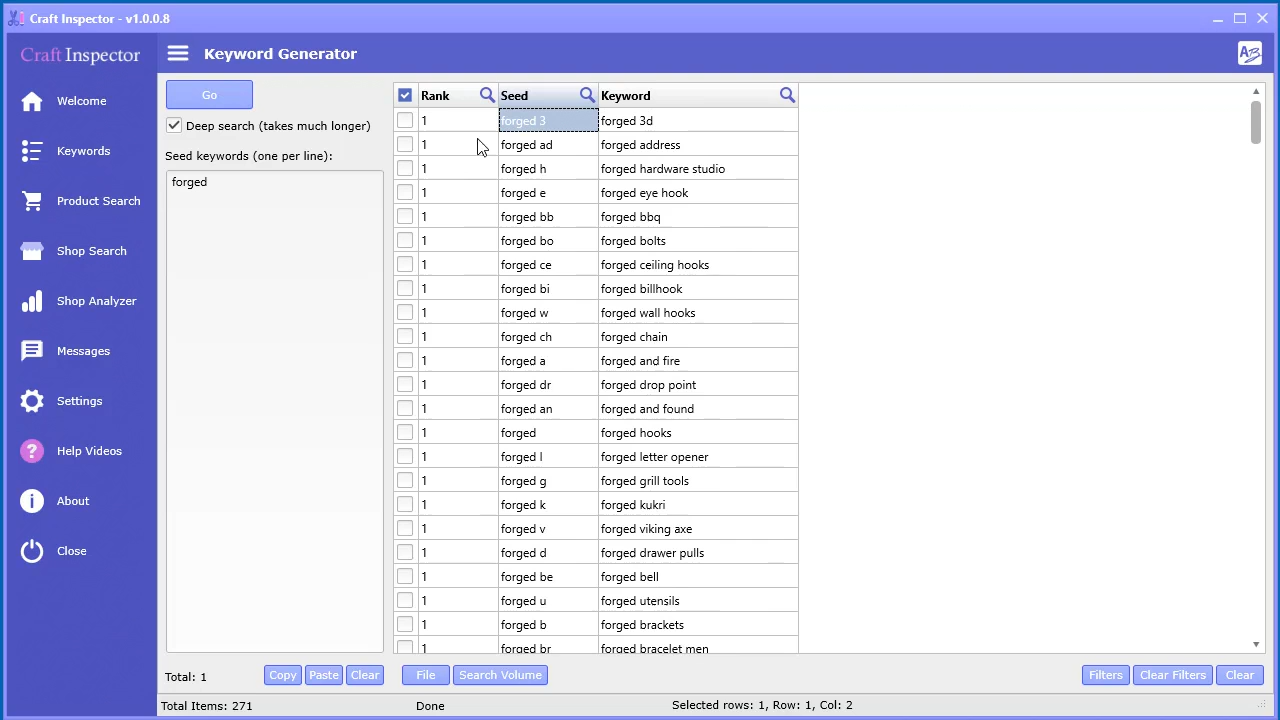 Craft Inspector - v1.0.0.8
Craft Inspector
Keyword Generator
Welcome
Keywords
Product Search
Shop Search
Shop Analyzer
Messages
Settings
Help Videos
About
Close
Go
Deep search (takes much longer)
Seed keywords (one per line):
forged
Rank Seed Keyword
1 forged 3 forged 3d
1 forged ad forged address
1 forged h forged hardware studio
1 forged e forged eye hook
1 forged bb forged bbq
1 forged bo forged bolts
1 forged ce forged ceiling hooks
1 forged bi forged billhook
1 forged w forged wall hooks
1 forged ch forged chain
1 forged a forged and fire
1 forged dr forged drop point
1 forged an forged and found
1 forged forged hooks
1 forged l forged letter opener
1 forged g forged grill tools
1 forged k forged kukri
1 forged v forged viking axe
1 forged d forged drawer pulls
1 forged be forged bell
1 forged u forged utensils
1 forged b forged brackets
1 forged br forged bracelet men
Total: 1
Copy Paste Clear
File Search Volume
Filters Clear Filters Clear
Total Items: 271
Done
Selected rows: 1, Row: 1, Col: 2